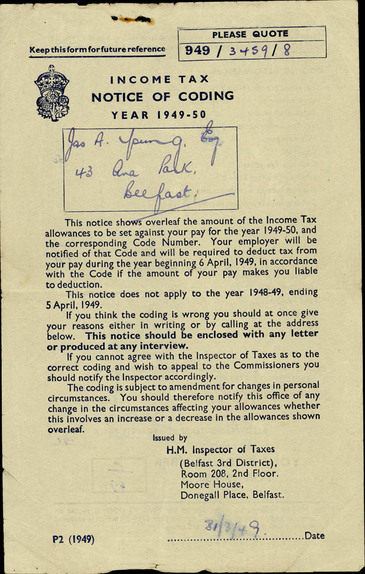 PLEASE QUOTE
Keep this form for future reference
949 / 3459 / 8
INCOME TAX
NOTICE OF CODING
YEAR 1949-50
Jas A. Young, Esq
43 Ana Park,
Belfast.
This notice shows overleaf the amount of the Income Tax
allowances to be set against your pay for the year 1949-50, and
the corresponding Code Number. Your employer will be
notified of that Code and will be required to deduct tax from
your pay during the year beginning 6 April, 1949, in accordance
with the Code if the amount of your pay makes you liable
to deduction.
This notice does not apply to the year 1948-49, ending
5 April, 1949.
If you think the coding is wrong you should at once give
your reasons either in writing or by calling at the address
below. This notice should be enclosed with any letter
or produced at any interview.
If you cannot agree with the Inspector of Taxes as to the
correct coding and wish to appeal to the Commissioners you
should notify the Inspector accordingly.
The coding is subject to amendment for changes in personal
circumstances. You should therefore notify this office of any
change in the circumstances affecting your allowances whether
this involves an increase or a decrease in the allowances shown
overleaf.
Issued by
H.M. Inspector of Taxes
(Belfast 3rd District),
Room 208, 2nd Floor.
Moore House,
Donegall Place, Belfast.
31/3/49
P2 (1949)
..............................Date